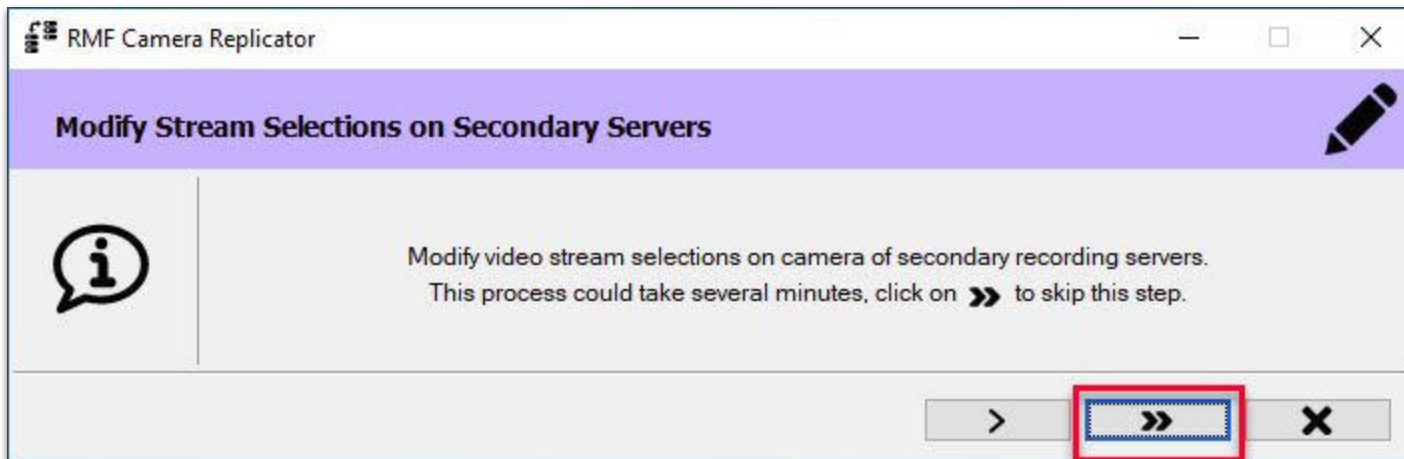 RMF Camera Replicator
Modify Stream Selections on Secondary Servers
Modify video stream selections on camera of secondary recording servers.
This process could take several minutes, click on » to skip this step.
> » X